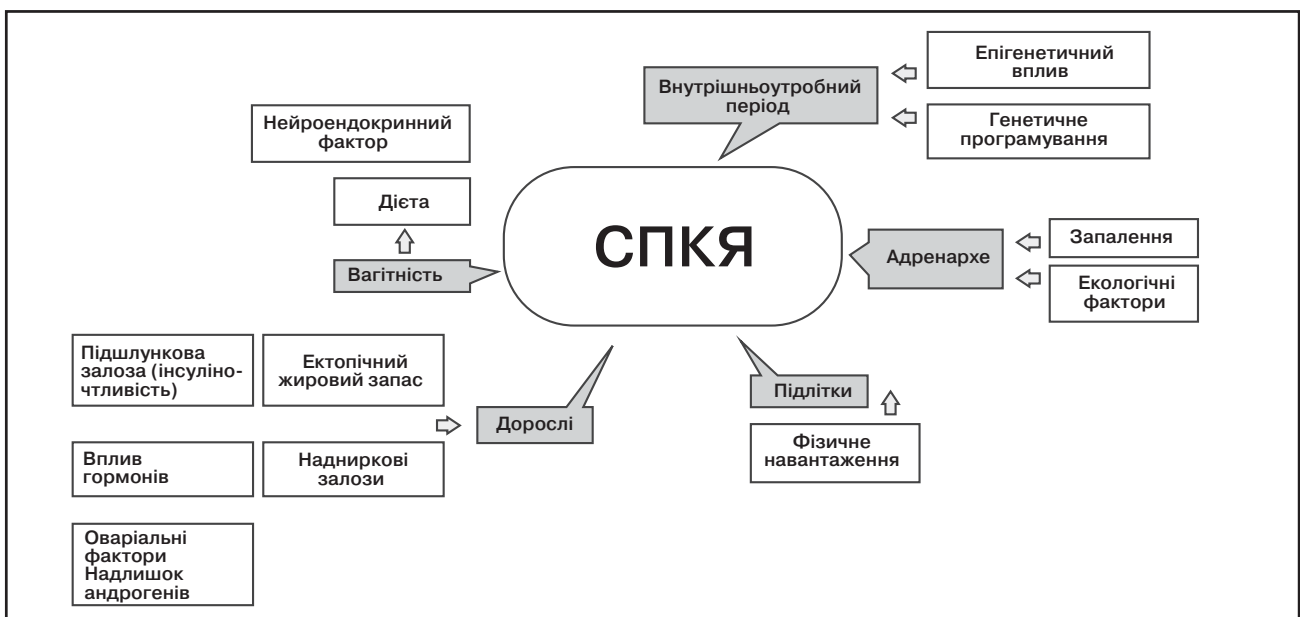 Епігенетичний
вплив
Внутрішньоутробний
період
Генетичне
програмування
Нейроендокринний
фактор
Дієта
Вагітність
СПКЯ
Адренархе
Запалення
Екологічні
фактори
Підшлункова
залоза (інсуліно-
чтливість)
Ектопічний
жировий запас
Дорослі
Підлітки
Фізичне
навантаження
Вплив
гормонів
Надниркові
залози
Оваріальні
фактори
Надлишок
андрогенів